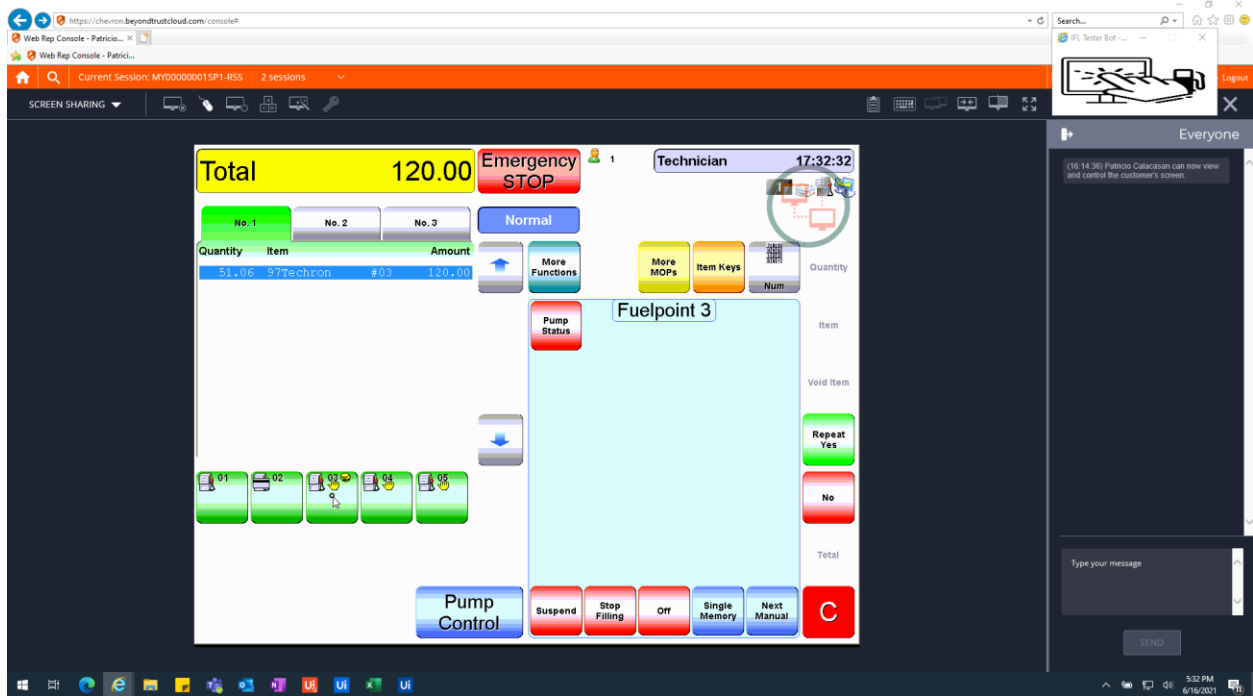 https://chevron.beyondtrustcloud.com/console#
Search...
Web Rep Console - Patricio...
IFL Tester Bot -...
Web Rep Console - Patrici...
Current Session: MY000000015P1-RSS 2 sessions
Logout
SCREEN SHARING
Everyone
(16:14:36) Patricio Calacasan can now view
and control the customer's screen.
Total 120.00
Emergency
STOP
1
Technician 17:32:32
No. 1 No. 2 No. 3
Normal
Quantity Item Amount
51.06 97Techron #03 120.00
More
Functions
More
MOPs
Item Keys
Num
Quantity
Fuelpoint 3
Pump
Status
Item
Void Item
Repeat
Yes
01 02 03 04 05
No
Total
Type your message
Pump
Control
Suspend
Stop
Filling
Off
Single
Memory
Next
Manual
C
SEND
5:32 PM
6/16/2021